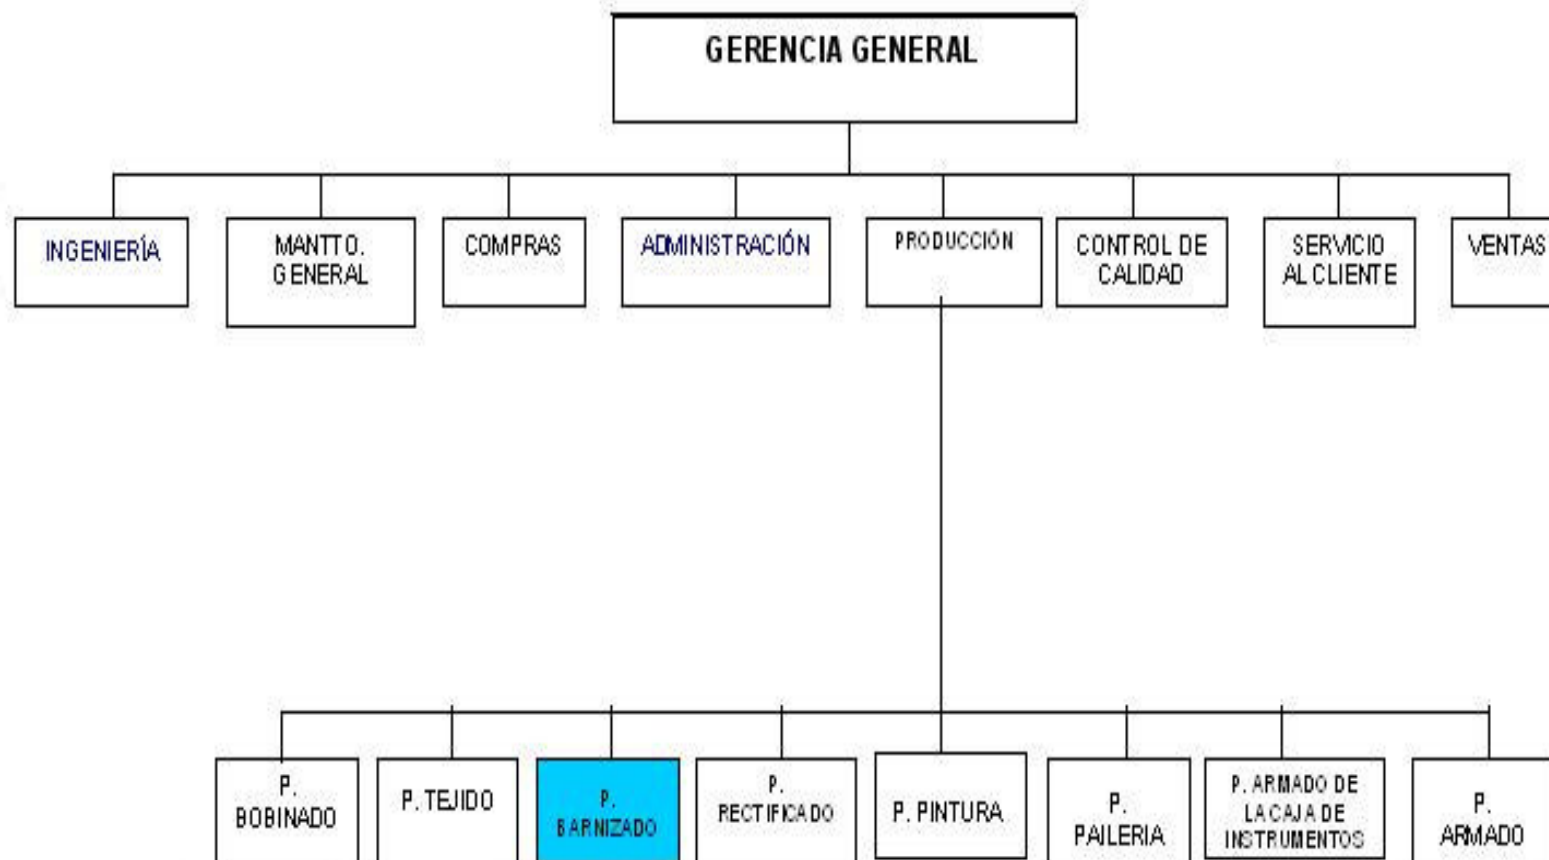 GERENCIA GENERAL
INGENIERÍA
MANTTO.
GENERAL
COMPRAS
ADMINISTRACIÓN
PRODUCCIÓN
CONTROL DE
CALIDAD
SERVICIO
AL CLIENTE
VENTAS
P.
BOBINADO
P. TEJIDO
P.
BARNIZADO
P.
RECTIFICADO
P. PINTURA
P.
PAILERIA
P. ARMADO DE
LA CAJA DE
INSTRUMENTOS
P.
ARMADO